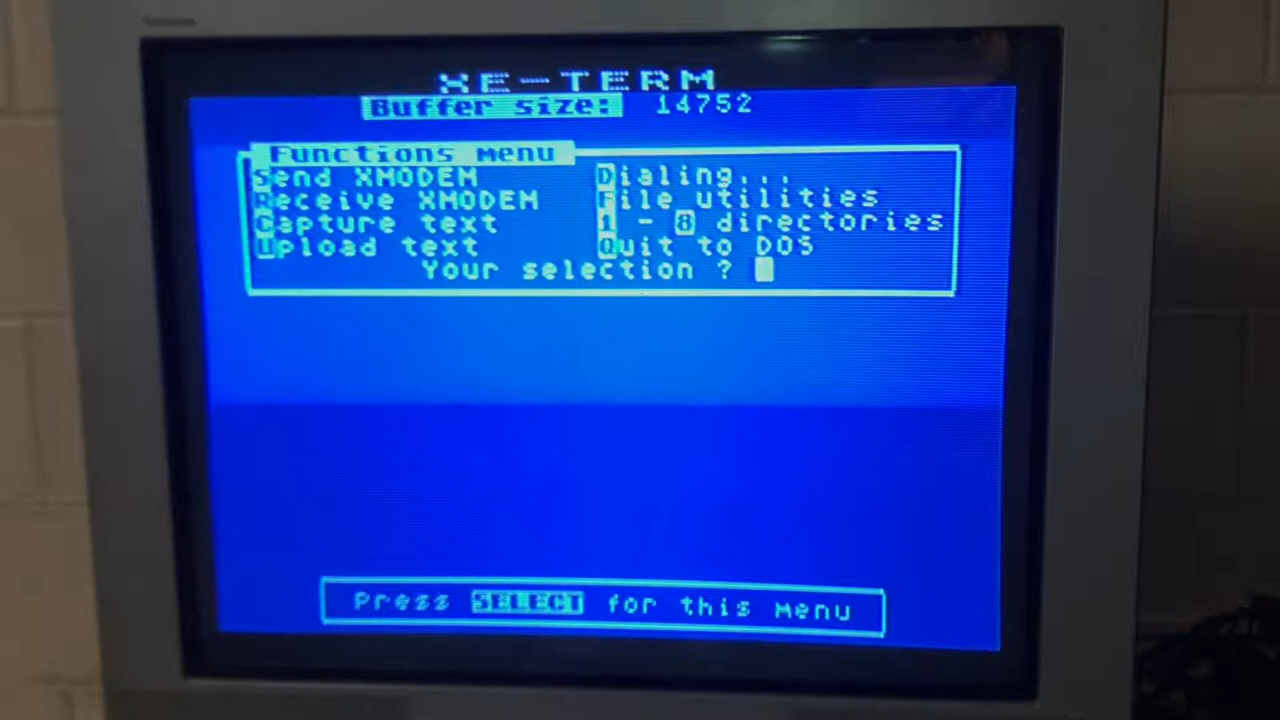 XE-TERM
Buffer size: 14752
Functions menu
Send XMODEM Dialing...
Receive XMODEM File utilities
Capture text 1 - 8 directories
Upload text Quit to DOS
Your selection ?
Press SELECT for this menu